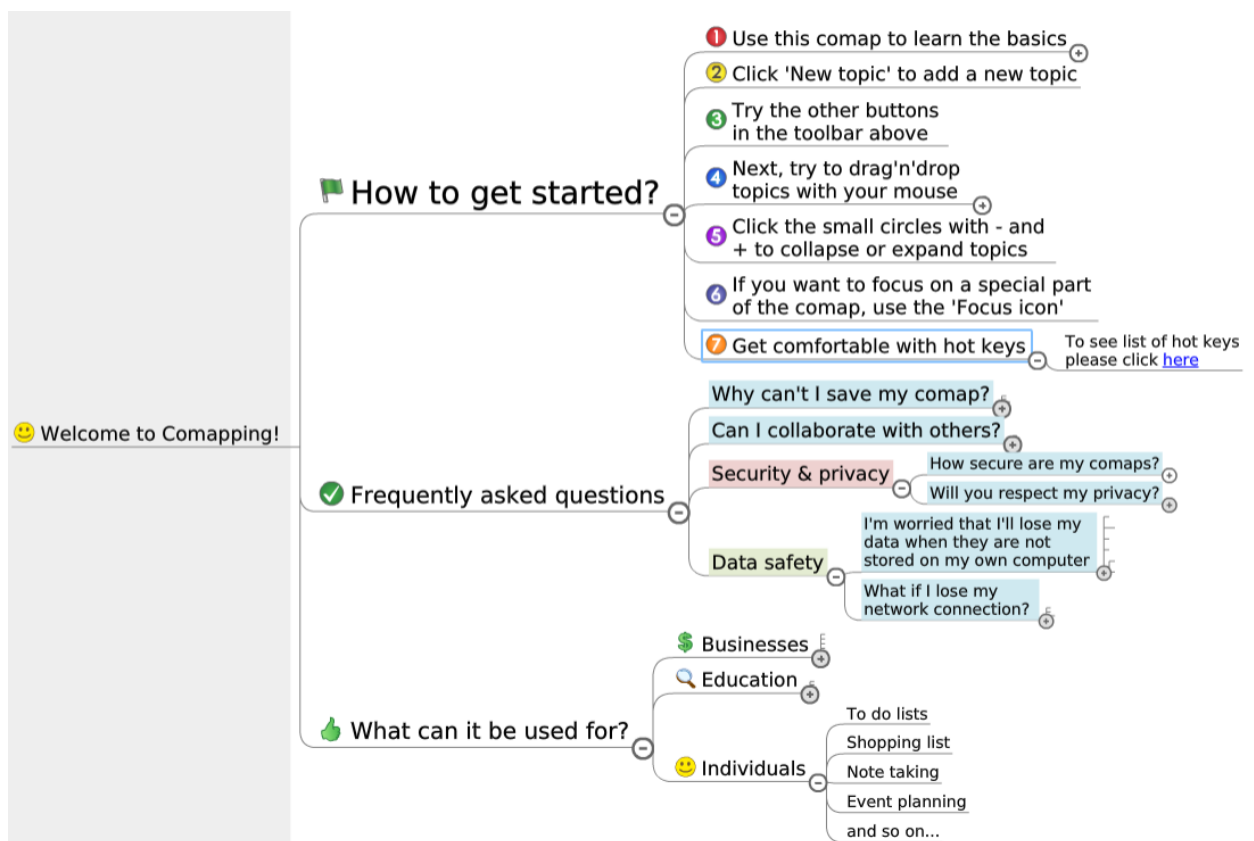 Welcome to Comapping!
How to get started?
1 Use this comap to learn the basics
2 Click 'New topic' to add a new topic
3 Try the other buttons
in the toolbar above
4 Next, try to drag'n'drop
topics with your mouse
5 Click the small circles with - and
+ to collapse or expand topics
6 If you want to focus on a special part
of the comap, use the 'Focus icon'
7 Get comfortable with hot keys
To see list of hot keys
please click here
Frequently asked questions
Why can't I save my comap?
Can I collaborate with others?
Security & privacy
How secure are my comaps?
Will you respect my privacy?
Data safety
I'm worried that I'll lose my
data when they are not
stored on my own computer
What if I lose my
network connection?
What can it be used for?
$ Businesses
Education
Individuals
To do lists
Shopping list
Note taking
Event planning
and so on...